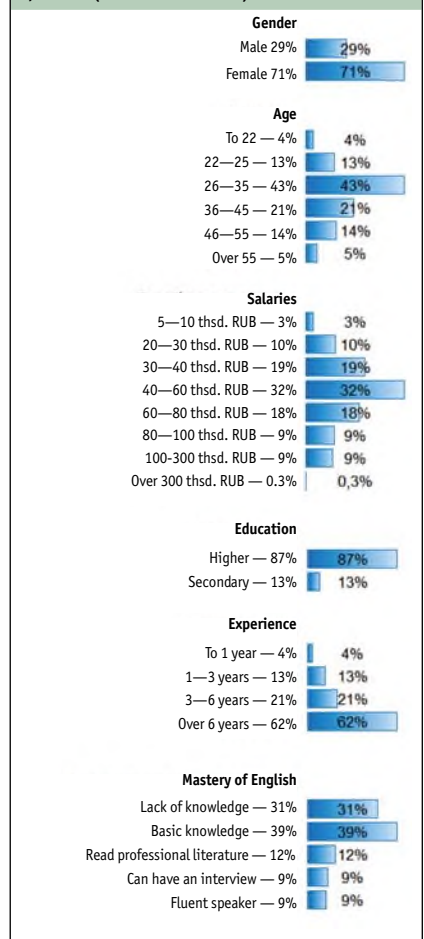 Gender
Male 29% 29%
Female 71% 71%
Age
To 22 — 4% 4%
22—25 — 13% 13%
26—35 — 43% 43%
36—45 — 21% 21%
46—55 — 14% 14%
Over 55 — 5% 5%
Salaries
5—10 thsd. RUB — 3% 3%
20—30 thsd. RUB — 10% 10%
30—40 thsd. RUB — 19% 19%
40—60 thsd. RUB — 32% 32%
60—80 thsd. RUB — 18% 18%
80—100 thsd. RUB — 9% 9%
100-300 thsd. RUB — 9% 9%
Over 300 thsd. RUB — 0.3% 0,3%
Education
Higher — 87% 87%
Secondary — 13% 13%
Experience
To 1 year — 4% 4%
1—3 years — 13% 13%
3—6 years — 21% 21%
Over 6 years — 62% 62%
Mastery of English
Lack of knowledge — 31% 31%
Basic knowledge — 39% 39%
Read professional literature — 12% 12%
Can have an interview — 9% 9%
Fluent speaker — 9% 9%